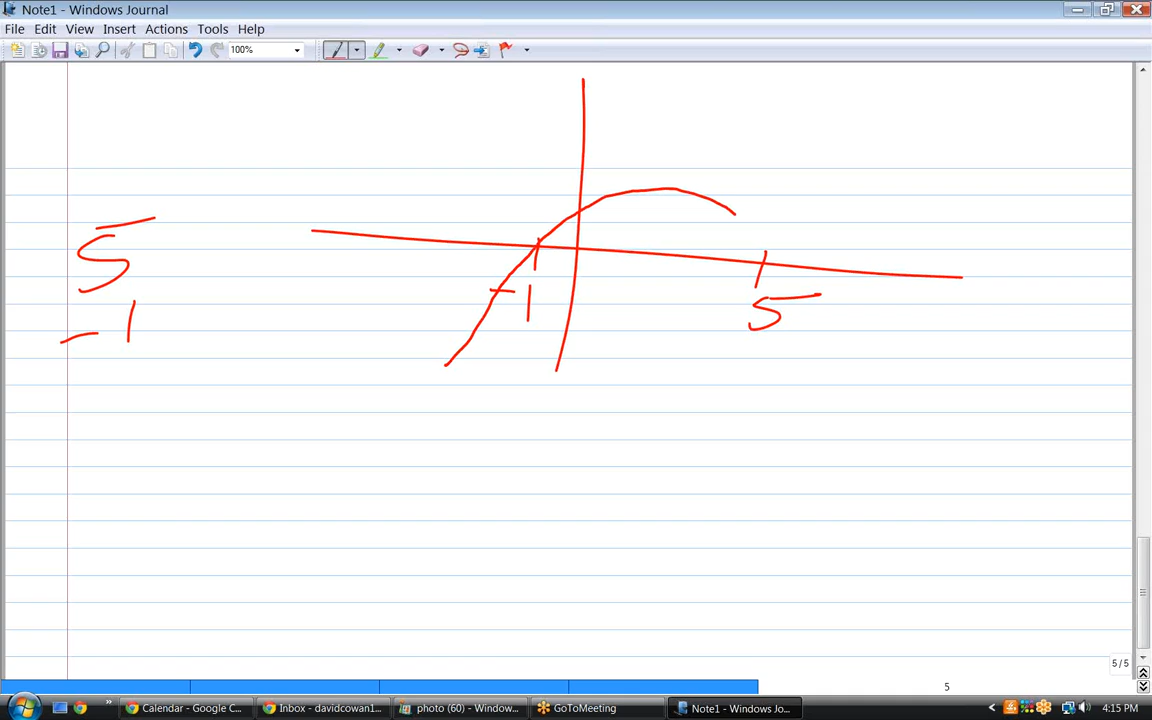 Note1 - Windows Journal
File Edit View Insert Actions Tools Help
100%
5
-1
-1
5
5 / 5
5
Calendar - Google C...
Inbox - davidcowan1...
photo (60) - Window...
GoToMeeting
Note1 - Windows Jo...
4:15 PM